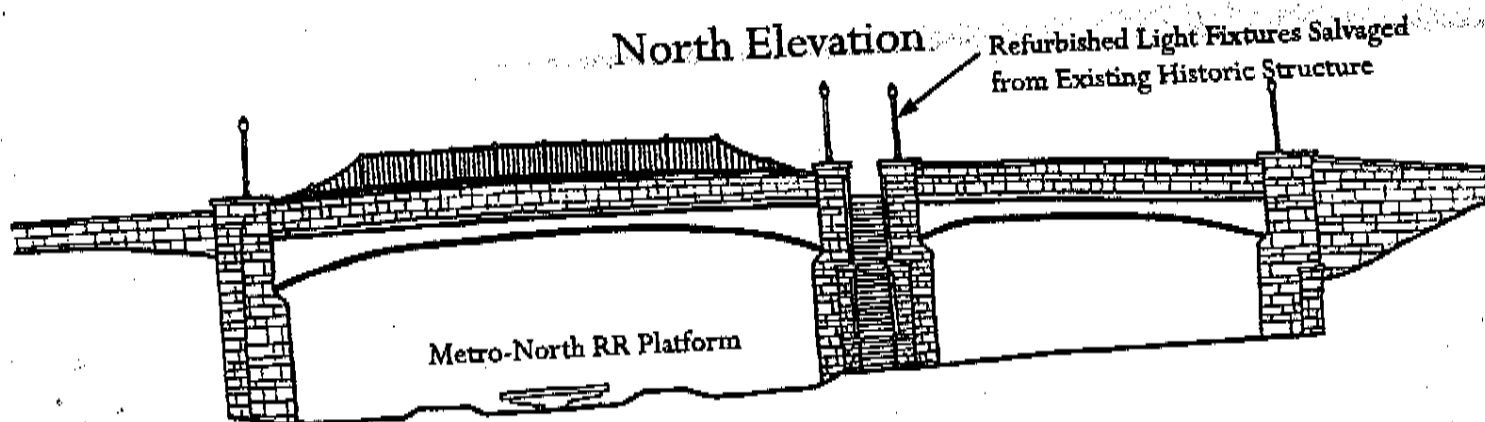 North Elevation
Refurbished Light Fixtures Salvaged
from Existing Historic Structure
Metro-North RR Platform